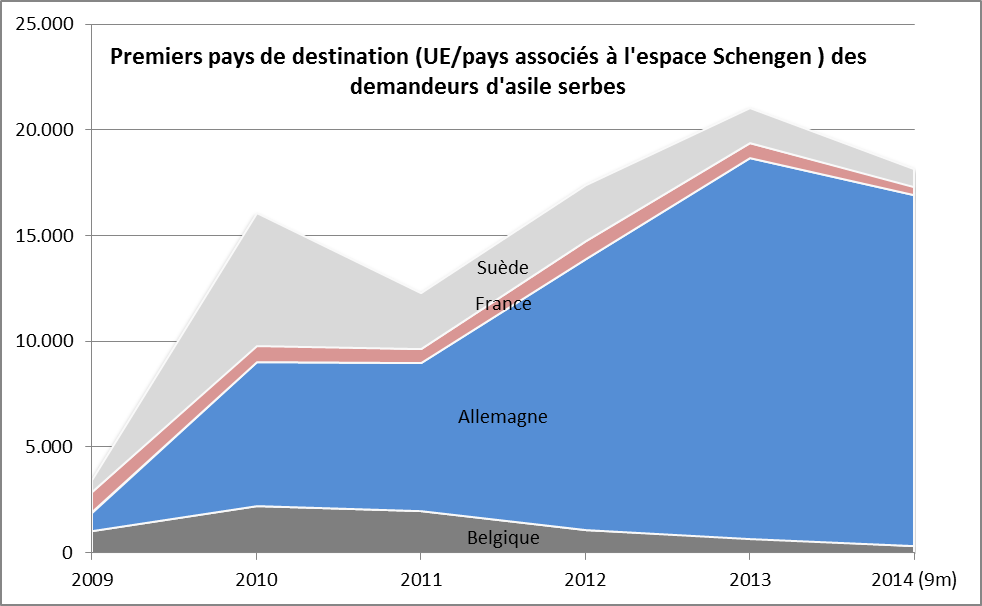 25.000
Premiers pays de destination (UE/pays associés à l'espace Schengen ) des
demandeurs d'asile serbes
20.000
15.000
Suède
France
10.000
Allemagne
5.000
Belgique
0
2009 2010 2011 2012 2013 2014 (9m)